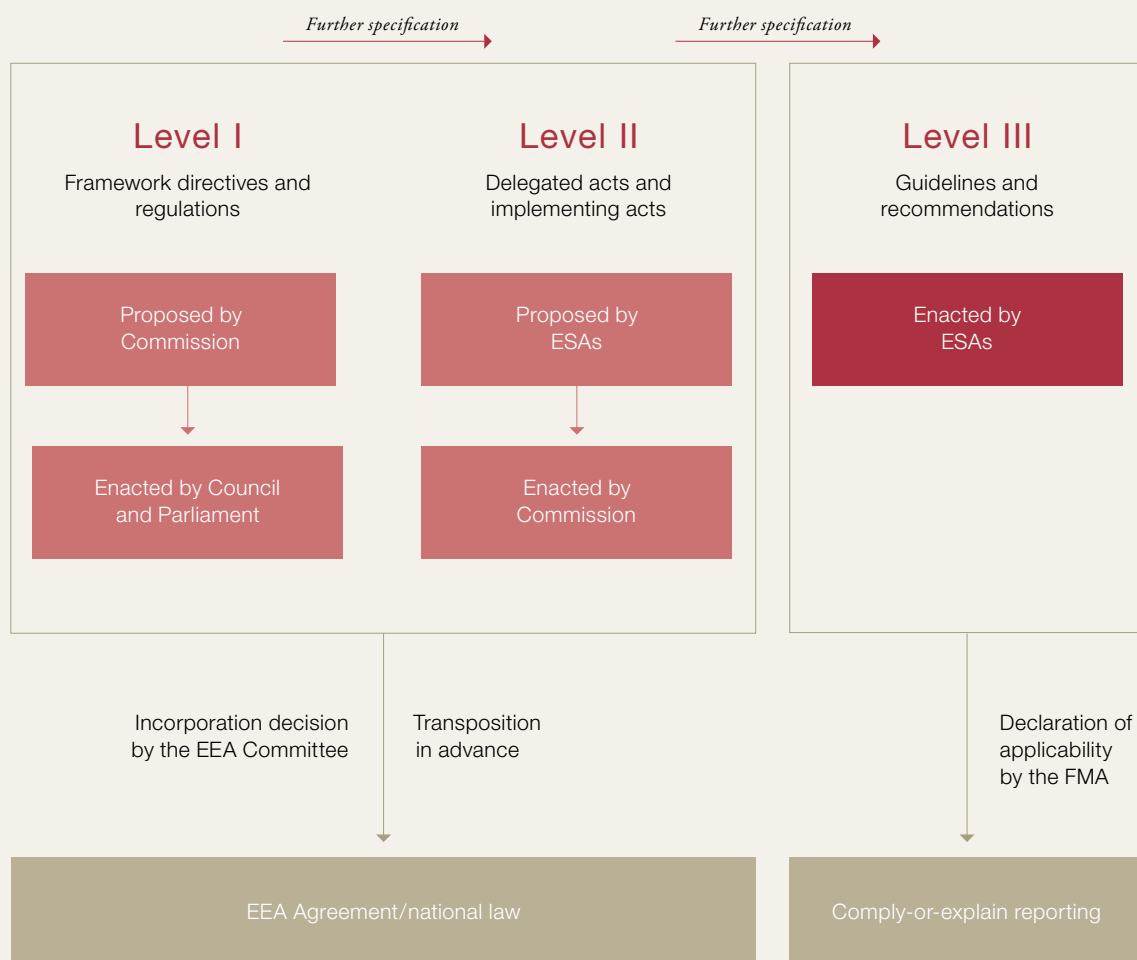 Further specification
Further specification
Level I
Framework directives and
regulations
Proposed by
Commission
Enacted by Council
and Parliament
Level II
Delegated acts and
implementing acts
Proposed by
ESAs
Enacted by
Commission
Level III
Guidelines and
recommendations
Enacted by
ESAs
Incorporation decision
by the EEA Committee
Transposition
in advance
Declaration of
applicability
by the FMA
EEA Agreement/national law
Comply-or-explain reporting